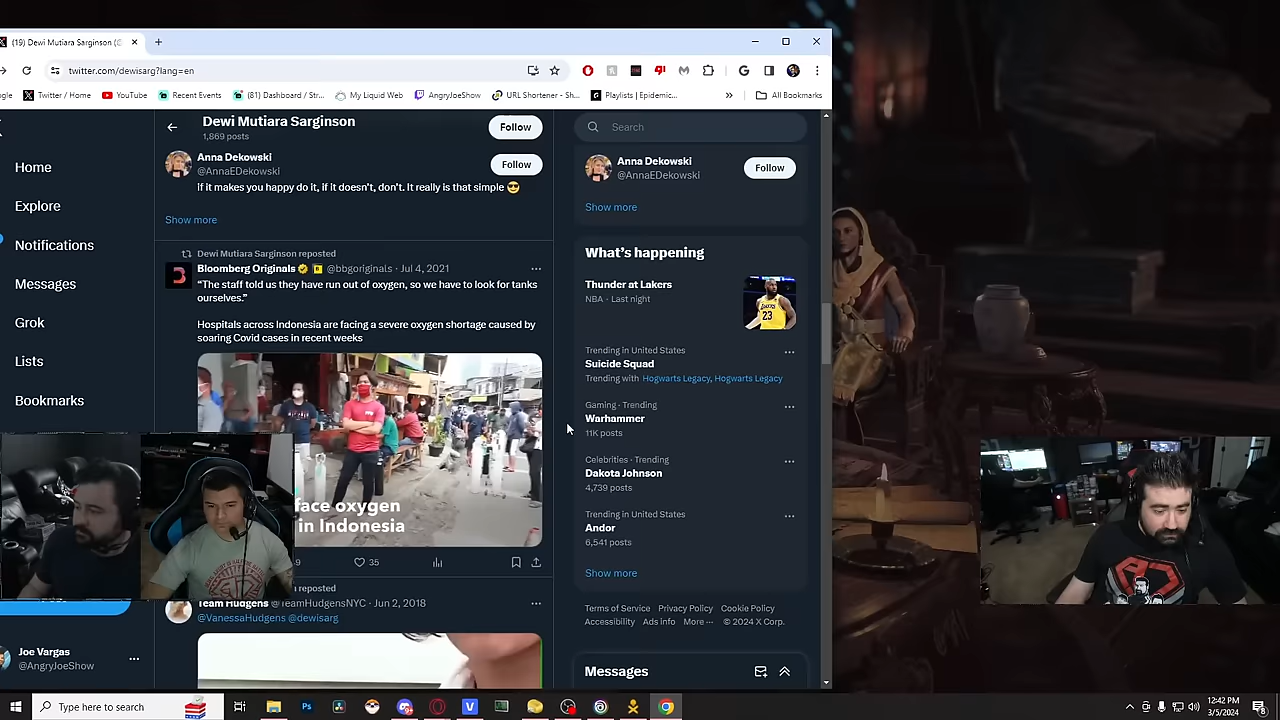 (19) Dewi Mutiara Sarginson (@
twitter.com/dewisarg?lang=en
Twitter / Home
YouTube
Recent Events
(81) Dashboard / Str...
My Liquid Web
AngryJoeShow
URL Shortener - Sh...
Playlists | Epidemic...
»
All Bookmarks
Home
Explore
Notifications
Messages
Grok
Lists
Bookmarks
Joe Vargas
@AngryJoeShow
Dewi Mutiara Sarginson
1,869 posts
Follow
Anna Dekowski
@AnnaEDekowski
Follow
If it makes you happy do it, if it doesn't, don't. It really is that simple 😎
Show more
Dewi Mutiara Sarginson reposted
Bloomberg Originals @bbgoriginals · Jul 4, 2021
“The staff told us they have run out of oxygen, so we have to look for tanks
ourselves.”
Hospitals across Indonesia are facing a severe oxygen shortage caused by
soaring Covid cases in recent weeks
face oxygen
in Indonesia
35
reposted
Team Hudgens @TeamHudgensNYC · Jun 2, 2018
@VanessaHudgens @dewisarg
Search
Anna Dekowski
@AnnaEDekowski
Follow
Show more
What's happening
Thunder at Lakers
NBA · Last night
LAKERS
23
Trending in United States
Suicide Squad
Trending with Hogwarts Legacy, Hogwarts Legacy
Gaming · Trending
Warhammer
11K posts
Celebrities · Trending
Dakota Johnson
4,739 posts
Trending in United States
Andor
6,541 posts
Show more
Terms of Service Privacy Policy Cookie Policy
Accessibility Ads info More ··· © 2024 X Corp.
Messages
Type here to search
12:42 PM
3/5/2024